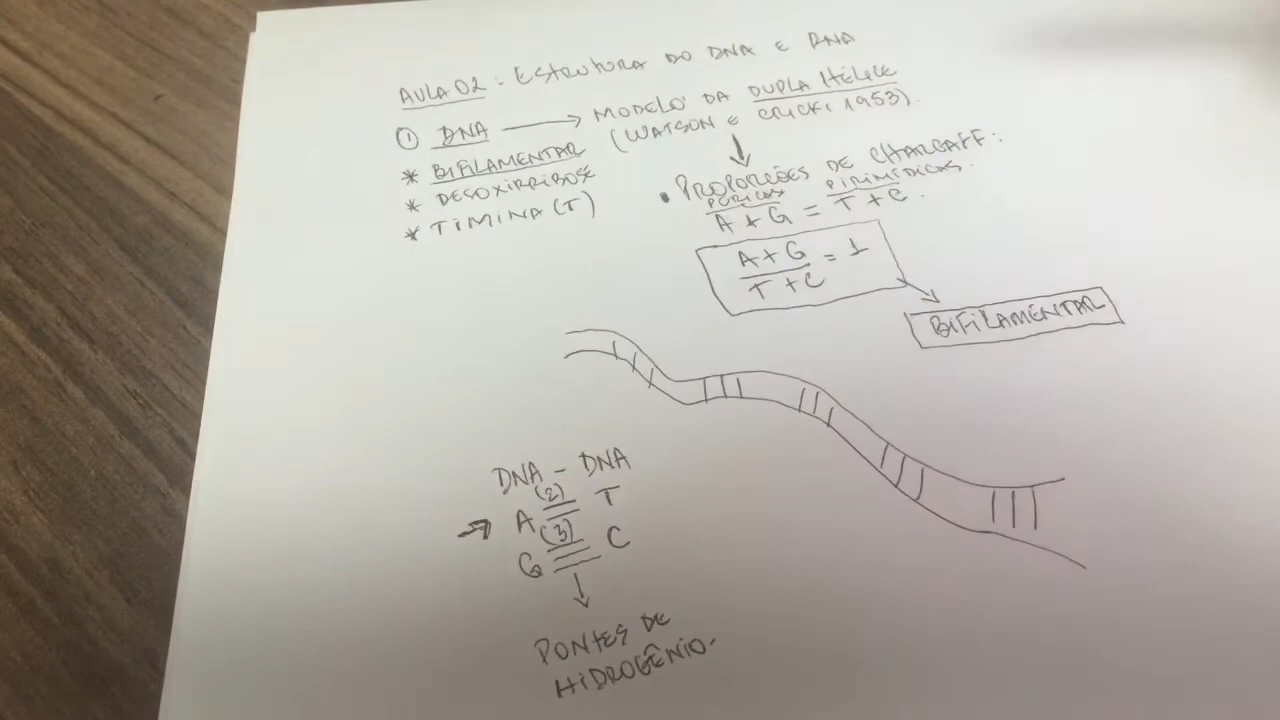 AULA 02: ESTRUTURA DO DNA E RNA
① DNA → MODELO DA DUPLA HÉLICE
(WATSON E CRICK, 1953).
* BIFILAMENTAR
* DESOXIRRIBOSE
* TIMINA (T)
• PROPORÇÕES DE CHARGAFF:
PÚRICAS PIRIMÍDICAS.
A + G = T + C.
A + G / T + C = 1
BIFILAMENTAR
DNA - DNA
(2)
A = T
(3)
G ≡ C
PONTES DE
HIDROGÊNIO.